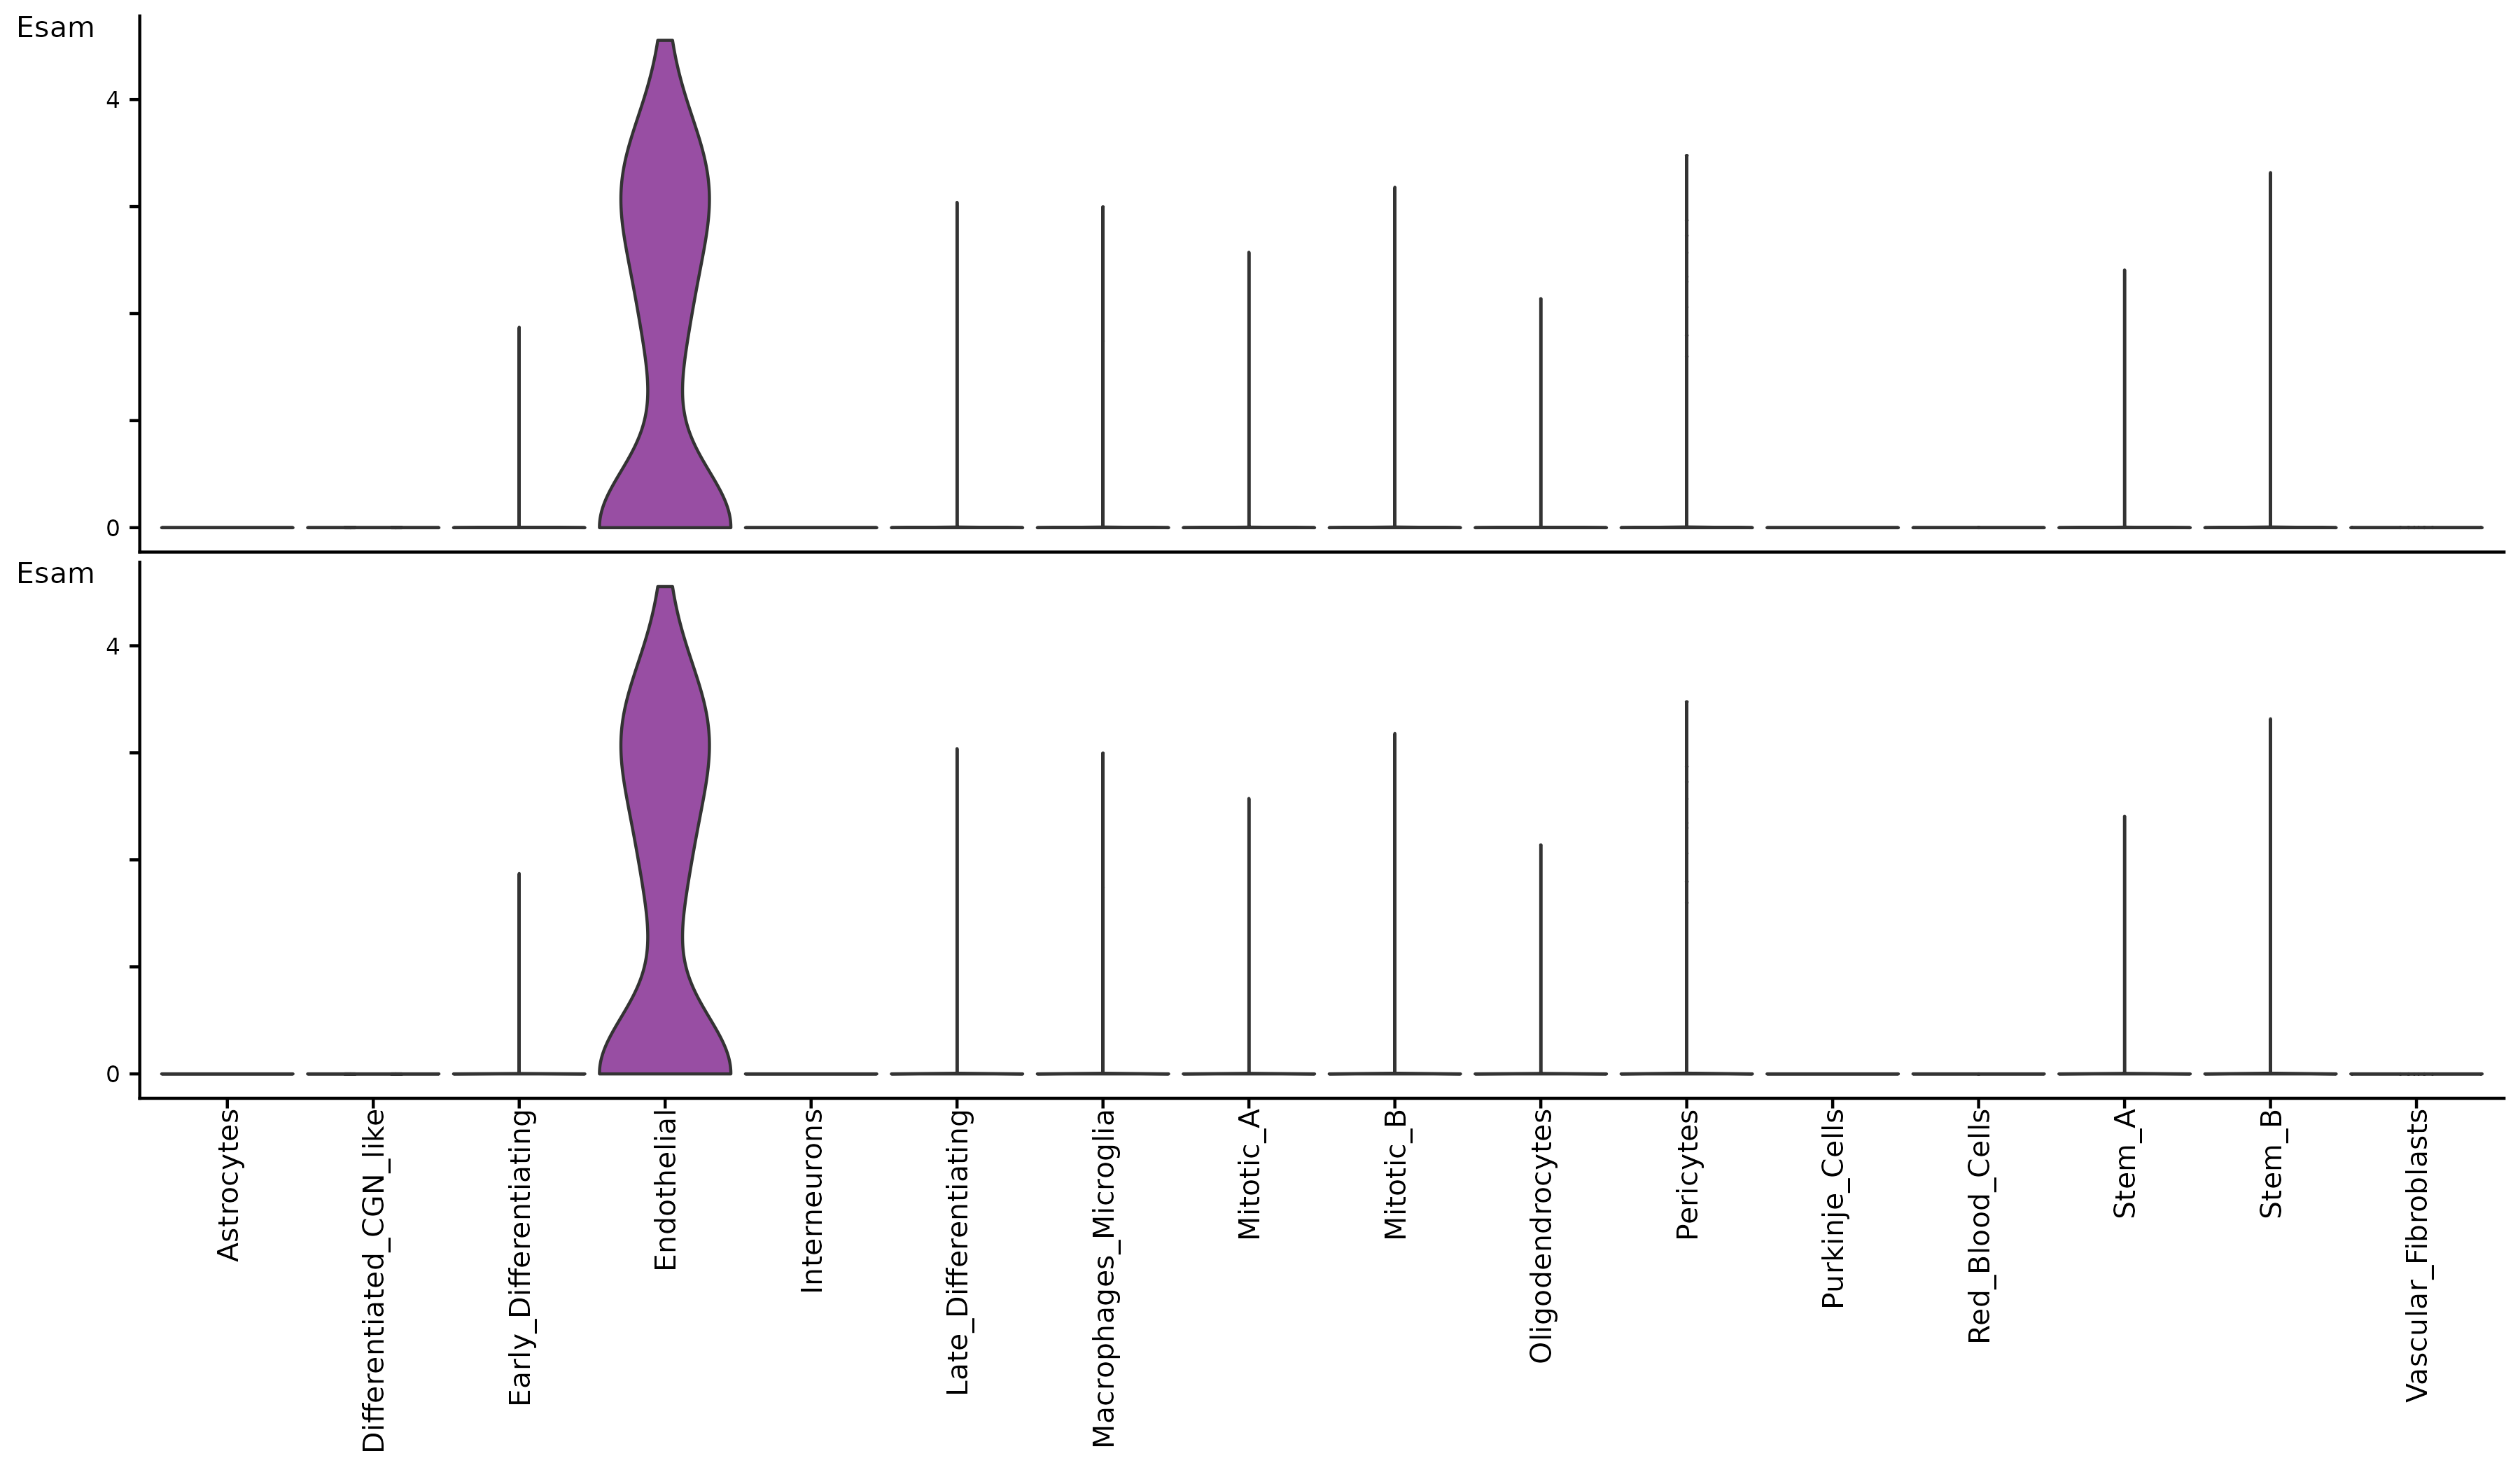 Esam
4
0
Esam
4
0
Astrocytes
Differentiated_CGN_like
Early_Differentiating
Endothelial
Interneurons
Late_Differentiating
Macrophages_Microglia
Mitotic_A
Mitotic_B
Oligodendrocytes
Pericytes
Purkinje_Cells
Red_Blood_Cells
Stem_A
Stem_B
Vascular_Fibroblasts